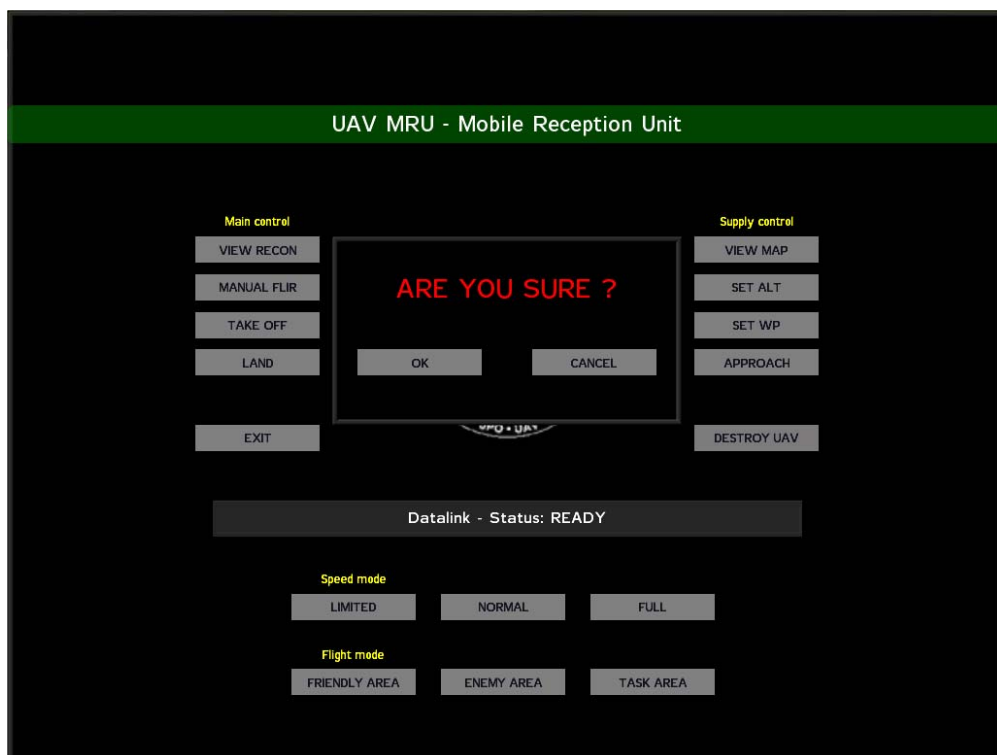 UAV MRU - Mobile Reception Unit
Main control
Supply control
VIEW RECON
VIEW MAP
ARE YOU SURE ?
MANUAL FLIR
SET ALT
TAKE OFF
SET WP
LAND
OK
CANCEL
APPROACH
EXIT
DESTROY UAV
Datalink - Status: READY
Speed mode
LIMITED
NORMAL
FULL
Flight mode
FRIENDLY AREA
ENEMY AREA
TASK AREA